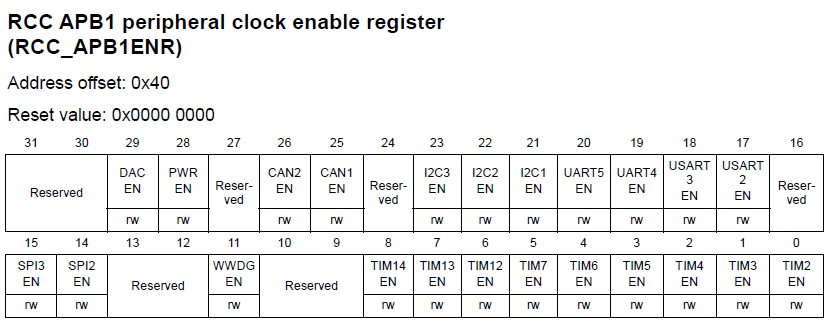 RCC APB1 peripheral clock enable register
(RCC_APB1ENR)
Address offset: 0x40
Reset value: 0x0000 0000
31 30 29 28 27 26 25 24 23 22 21 20 19 18 17 16
Reserved DAC EN PWR EN Reser-ved CAN2 EN CAN1 EN Reser-ved I2C3 EN I2C2 EN I2C1 EN UART5 EN UART4 EN USART 3 EN USART 2 EN Reser-ved
rw rw rw rw rw rw rw rw rw rw rw
15 14 13 12 11 10 9 8 7 6 5 4 3 2 1 0
SPI3 EN SPI2 EN Reserved WWDG EN Reserved TIM14 EN TIM13 EN TIM12 EN TIM7 EN TIM6 EN TIM5 EN TIM4 EN TIM3 EN TIM2 EN
rw rw rw rw rw rw rw rw rw rw rw rw